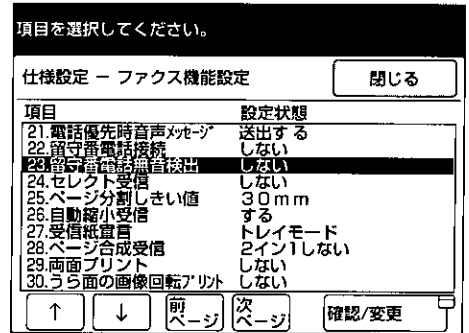 項目を選択してください。
仕様設定 － ファクス機能設定 閉じる
項目 設定状態
21.電話優先時音声ﾒｯｾｰｼﾞ 送出する
22.留守番電話接続 しない
23.留守番電話無音検出 しない
24.セレクト受信 しない
25.ページ分割しきい値 30mm
26.自動縮小受信 する
27.受信紙宣言 トレイモード
28.ページ合成受信 2イン1しない
29.両面プリント しない
30.うら面の画像回転ﾌﾟﾘﾝﾄ しない
↑ ↓ 前ページ 次ページ 確認/変更